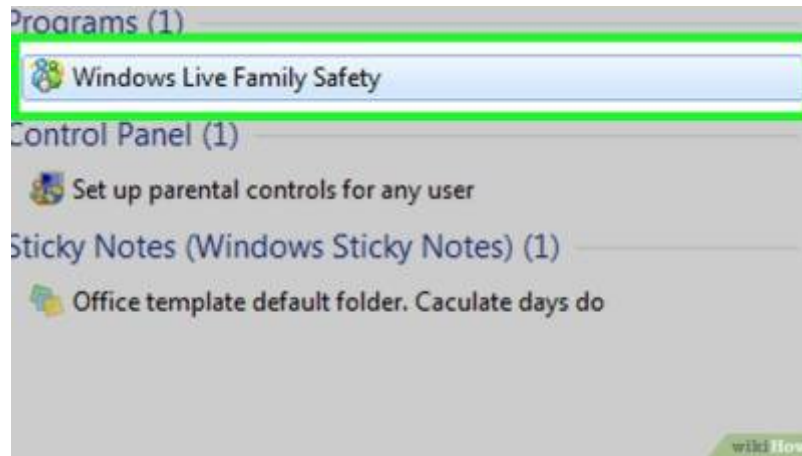 Programs (1)
Windows Live Family Safety
Control Panel (1)
Set up parental controls for any user
Sticky Notes (Windows Sticky Notes) (1)
Office template default folder. Caculate days do
wikiHow